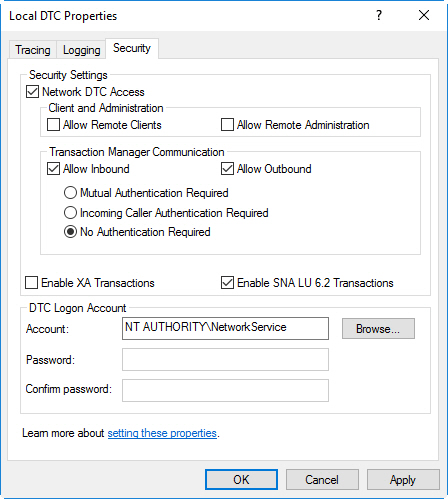 Local DTC Properties
Tracing Logging Security
Security Settings
Network DTC Access
Client and Administration
Allow Remote Clients Allow Remote Administration
Transaction Manager Communication
Allow Inbound Allow Outbound
Mutual Authentication Required
Incoming Caller Authentication Required
No Authentication Required
Enable XA Transactions Enable SNA LU 6.2 Transactions
DTC Logon Account
Account: NT AUTHORITY\NetworkService Browse...
Password:
Confirm password:
Learn more about setting these properties.
OK Cancel Apply